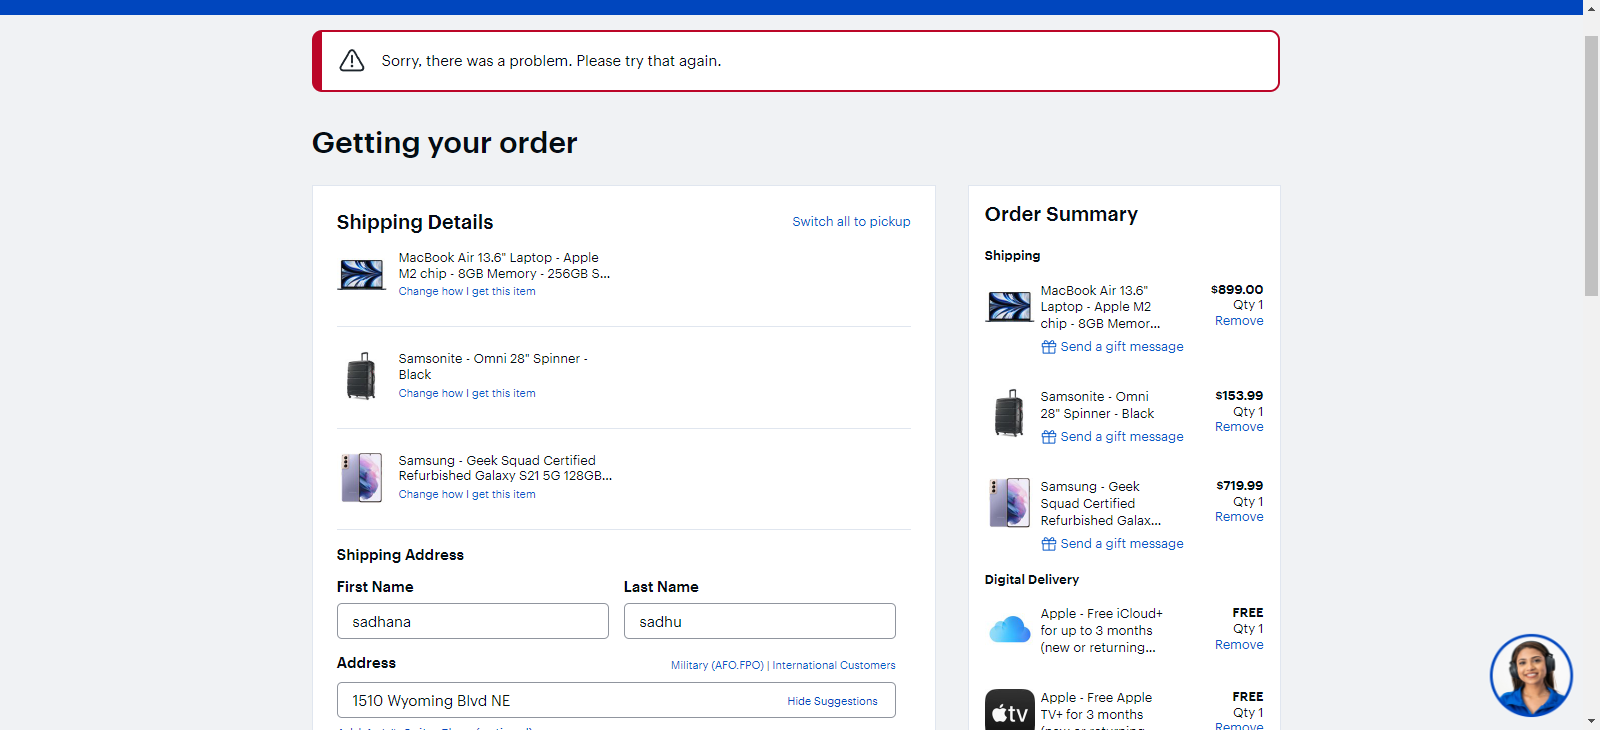 Sorry, there was a problem. Please try that again.
Getting your order
Shipping Details
Switch all to pickup
MacBook Air 13.6" Laptop - Apple
M2 chip - 8GB Memory - 256GB S...
Change how I get this item
Samsonite - Omni 28" Spinner -
Black
Change how I get this item
Samsung - Geek Squad Certified
Refurbished Galaxy S21 5G 128GB...
Change how I get this item
Shipping Address
First Name
Last Name
sadhana
sadhu
Address
Military (AFO.FPO) | International Customers
1510 Wyoming Blvd NE
Hide Suggestions
Order Summary
Shipping
MacBook Air 13.6"
Laptop - Apple M2
chip - 8GB Memor...
$899.00
Qty 1
Remove
Send a gift message
Samsonite - Omni
28" Spinner - Black
$153.99
Qty 1
Remove
Send a gift message
Samsung - Geek
Squad Certified
Refurbished Galax...
$719.99
Qty 1
Remove
Send a gift message
Digital Delivery
Apple - Free iCloud+
for up to 3 months
(new or returning...
FREE
Qty 1
Remove
tv
Apple - Free Apple
TV+ for 3 months
(new or returning...
FREE
Qty 1
Remove